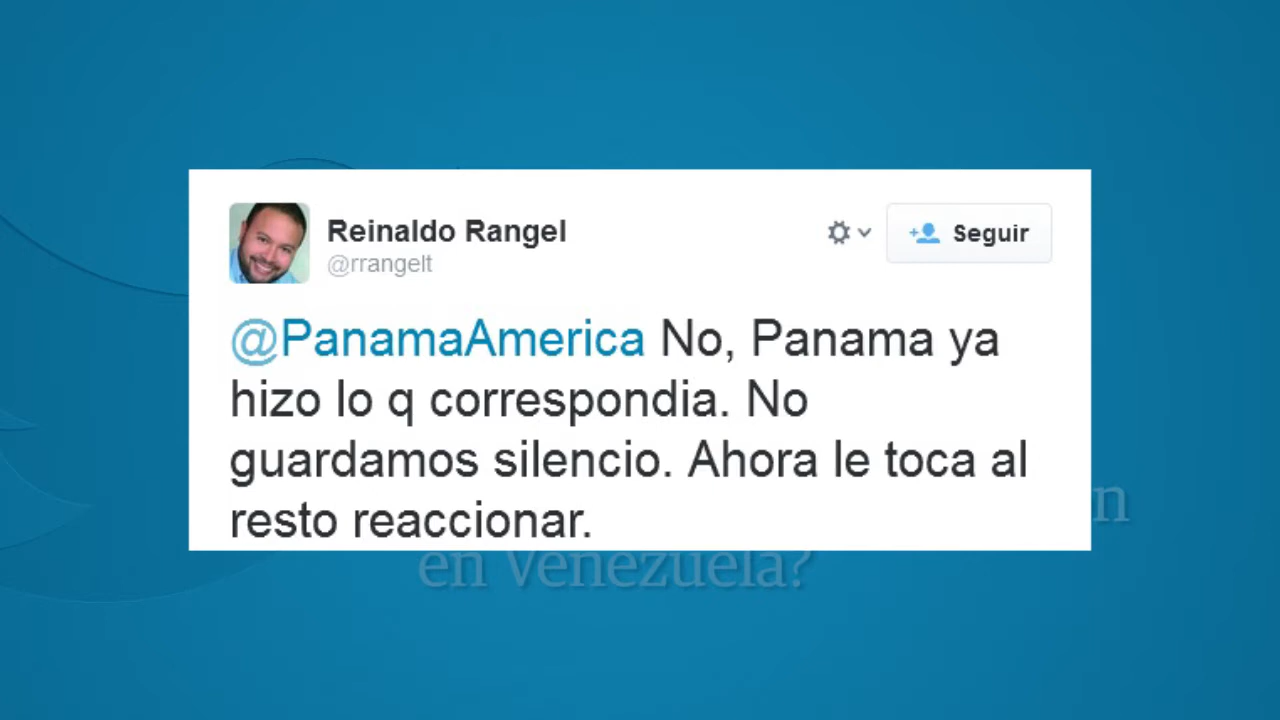 Reinaldo Rangel
@rrangelt
Seguir
@PanamaAmerica No, Panama ya
hizo lo q correspondia. No
guardamos silencio. Ahora le toca al
resto reaccionar.
n
en Venezuela?